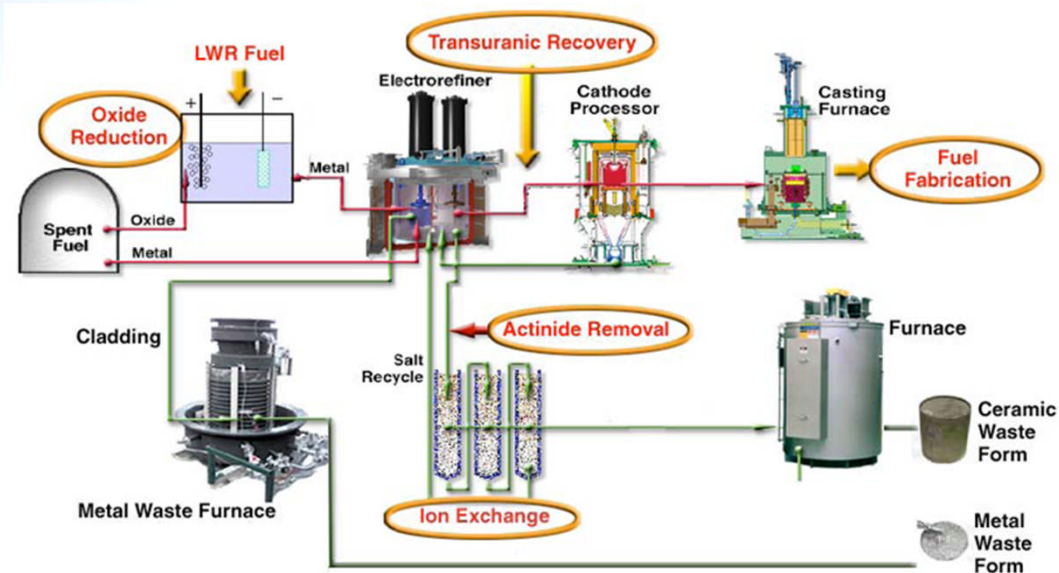 LWR Fuel
Transuranic Recovery
Electrorefiner
Cathode
Processor
Casting
Furnace
+
−
Oxide
Reduction
Metal
Fuel
Fabrication
Oxide
Spent
Fuel
Metal
Cladding
Actinide Removal
Furnace
Salt
Recycle
Ceramic
Waste
Form
Metal Waste Furnace
Ion Exchange
Metal
Waste
Form